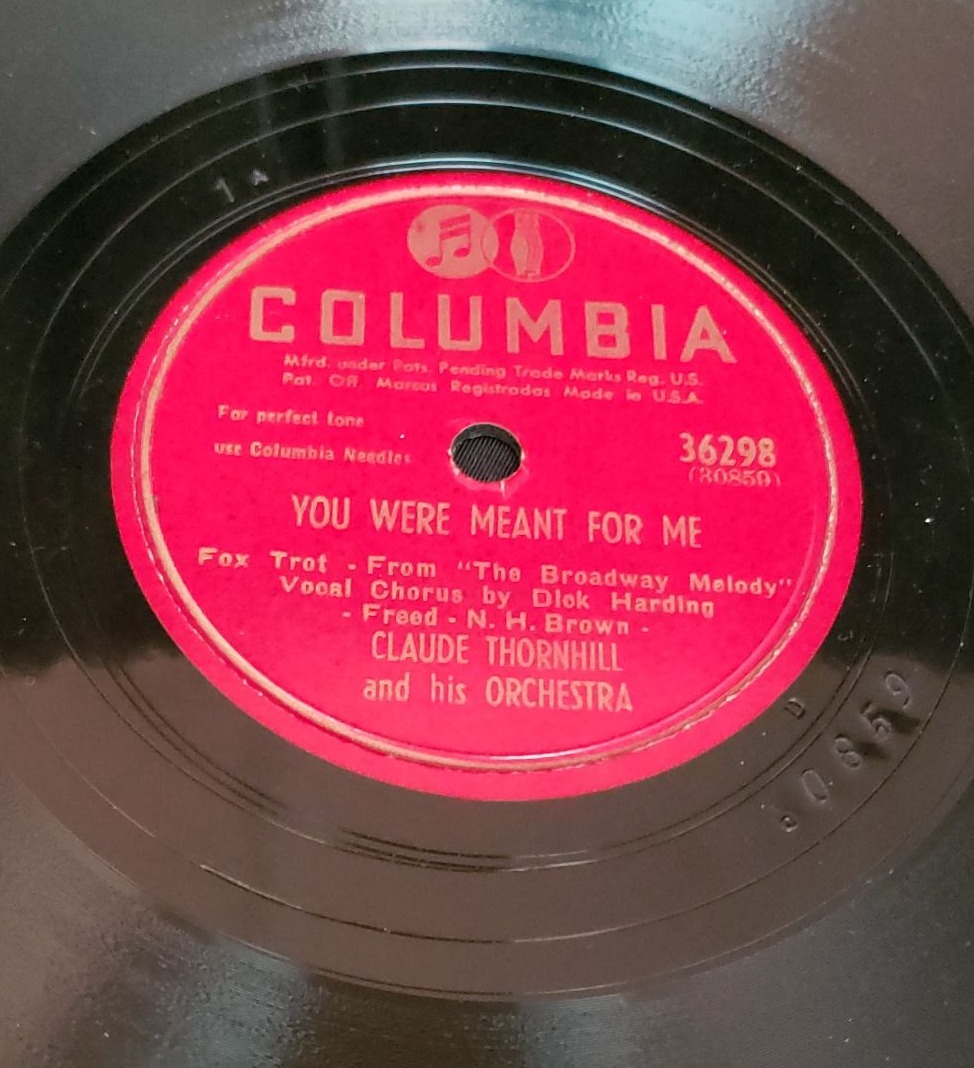 1 A
COLUMBIA
Mfrd. under Pats. Pending Trade Marks Reg. U.S.
Pat. Off. Marcas Registradas Made in U.S.A.
For perfect tone
use Columbia Needles
36298
(30859)
YOU WERE MEANT FOR ME
Fox Trot - From "The Broadway Melody"
Vocal Chorus by Dick Harding
- Freed - N. H. Brown -
CLAUDE THORNHILL
and his ORCHESTRA
D
30859